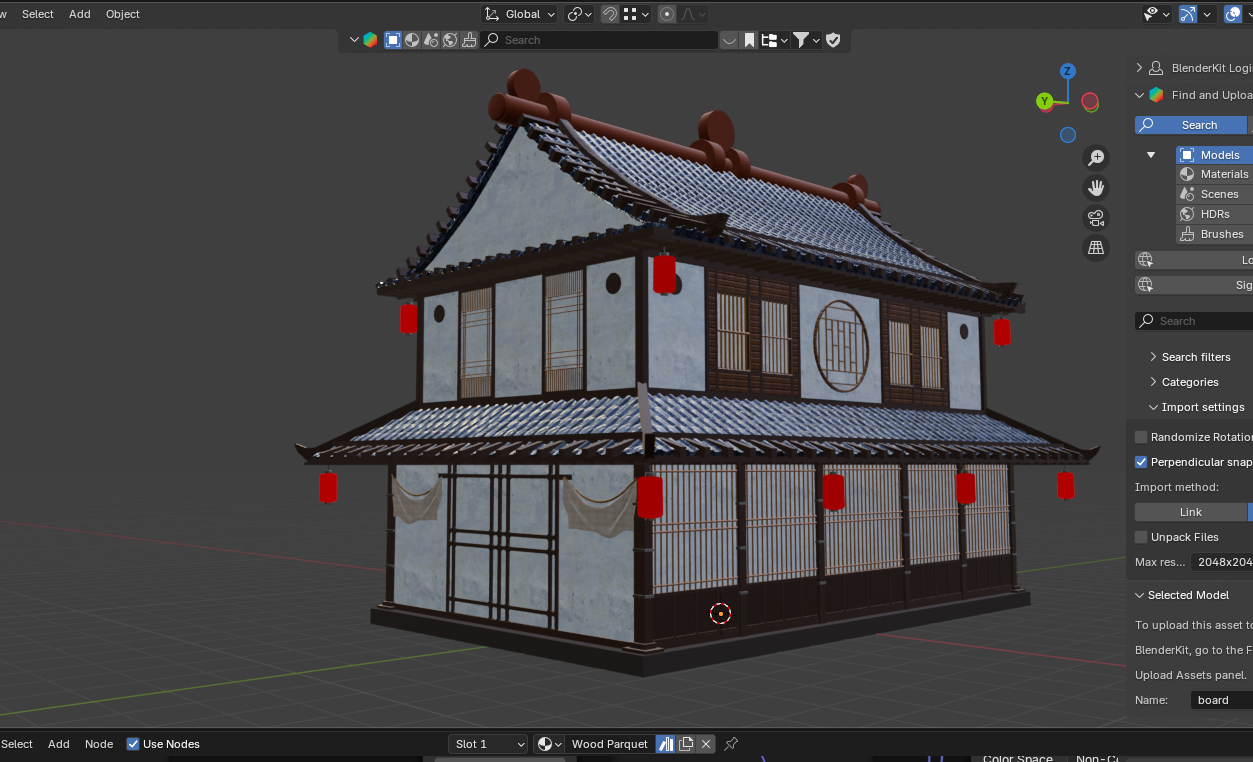 Select Add Object Global
Search
Z
Y
BlenderKit Logi
Find and Uploa
Search
Models
Materials
Scenes
HDRs
Brushes
Lo
Sig
Search
Search filters
Categories
Import settings
Randomize Rotatio
Perpendicular snap
Import method:
Link
Unpack Files
Max res... 2048x204
Selected Model
To upload this asset to
BlenderKit, go to the F
Upload Assets panel.
Name: board
Select Add Node Use Nodes Slot 1 Wood Parquet
Color Space Non-Co